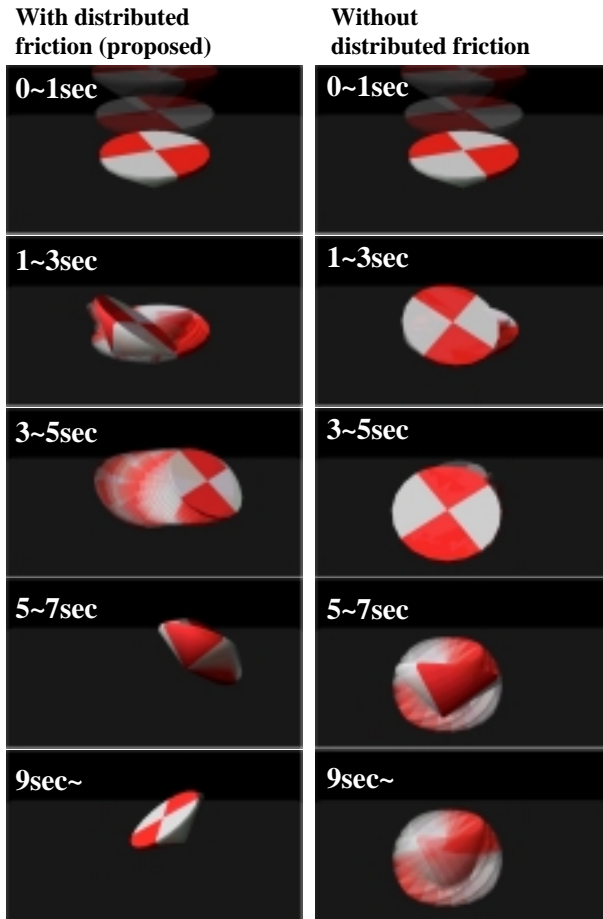 With distributed
friction (proposed)
Without
distributed friction
0~1sec
0~1sec
1~3sec
1~3sec
3~5sec
3~5sec
5~7sec
5~7sec
9sec~
9sec~